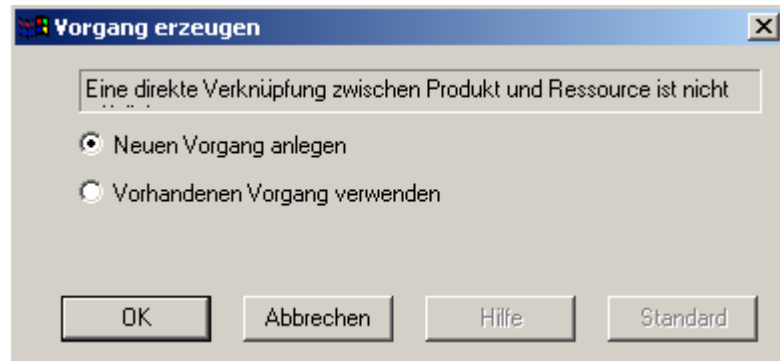 Vorgang erzeugen
Eine direkte Verknüpfung zwischen Produkt und Ressource ist nicht
Neuen Vorgang anlegen
Vorhandenen Vorgang verwenden
OK Abbrechen Hilfe Standard